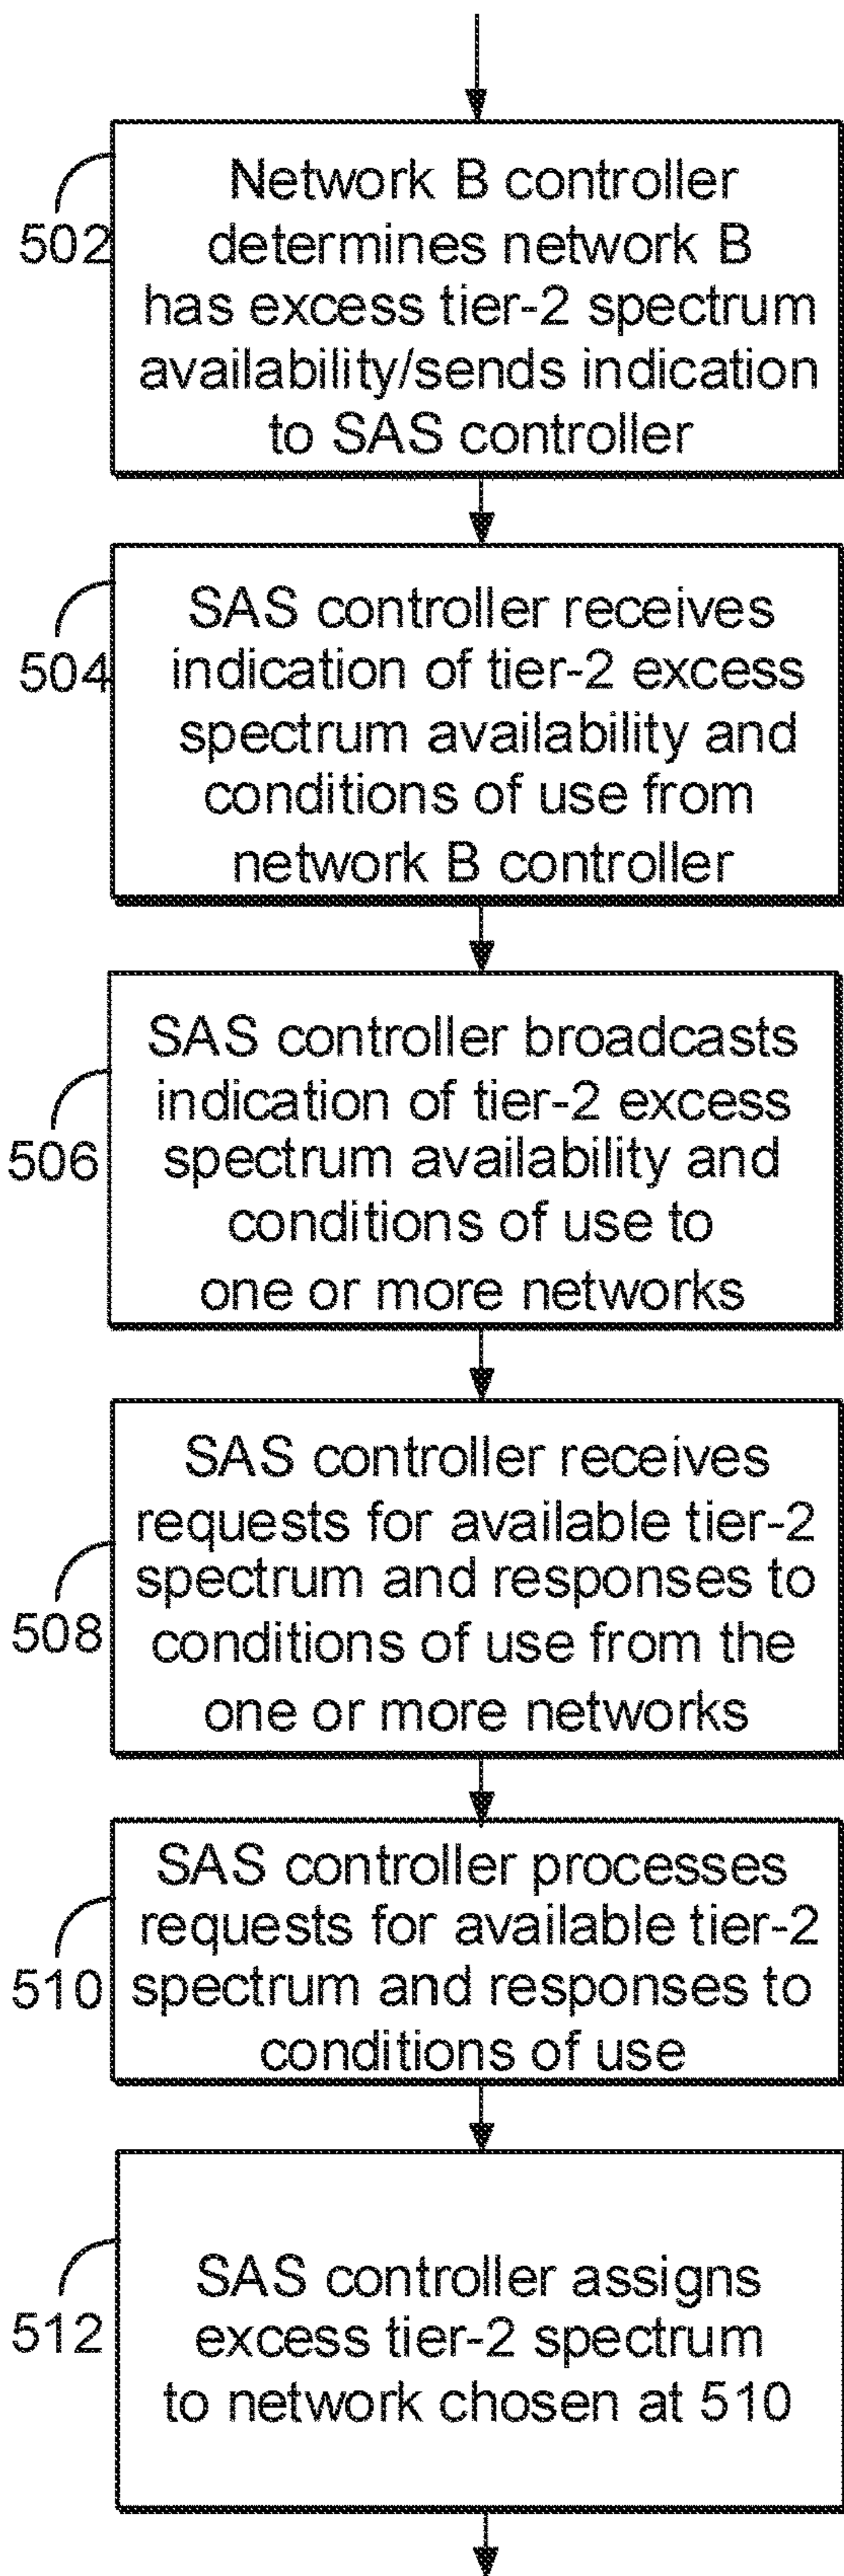 Network B controller
determines network B
has excess tier-2 spectrum
availability/sends indication
to SAS controller
502
SAS controller receives
indication of tier-2 excess
spectrum availability and
conditions of use from
network B controller
504
SAS controller broadcasts
indication of tier-2 excess
spectrum availability and
conditions of use to
one or more networks
506
SAS controller receives
requests for available tier-2
spectrum and responses to
conditions of use from the
one or more networks
508
SAS controller processes
requests for available tier-2
spectrum and responses to
conditions of use
510
SAS controller assigns
excess tier-2 spectrum
to network chosen at 510
512